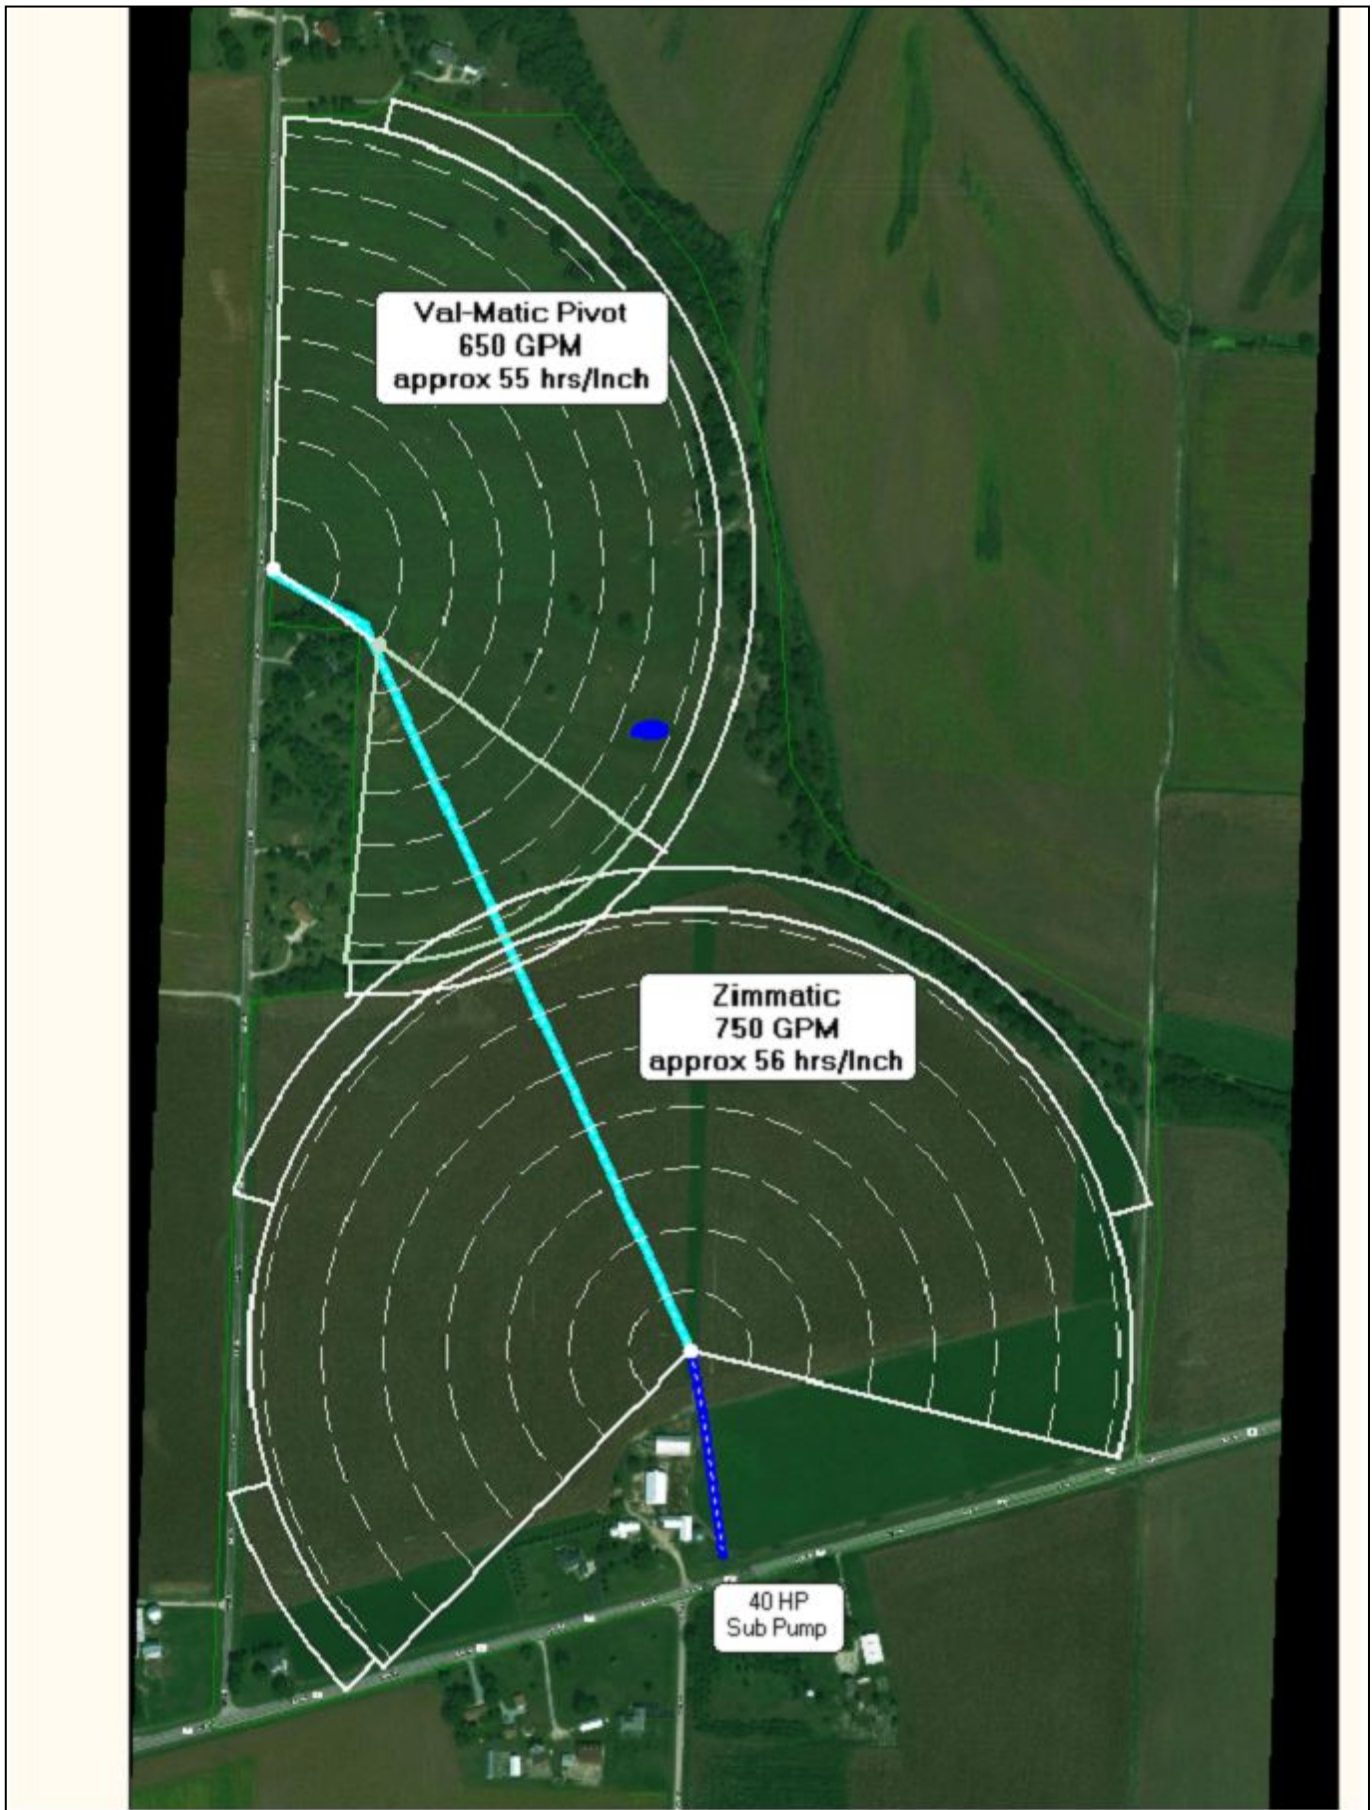 Val-Matic Pivot
650 GPM
approx 55 hrs/Inch
Zimmatic
750 GPM
approx 56 hrs/Inch
40 HP
Sub Pump